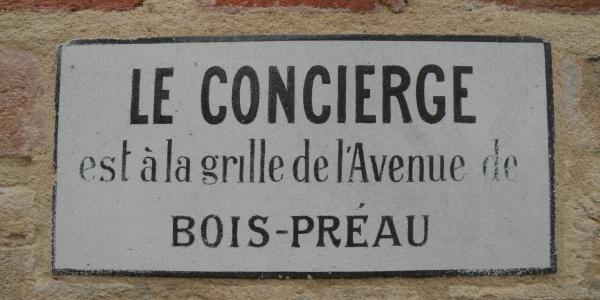 LE CONCIERGE
est à la grille de l'Avenue de
BOIS-PRÉAU